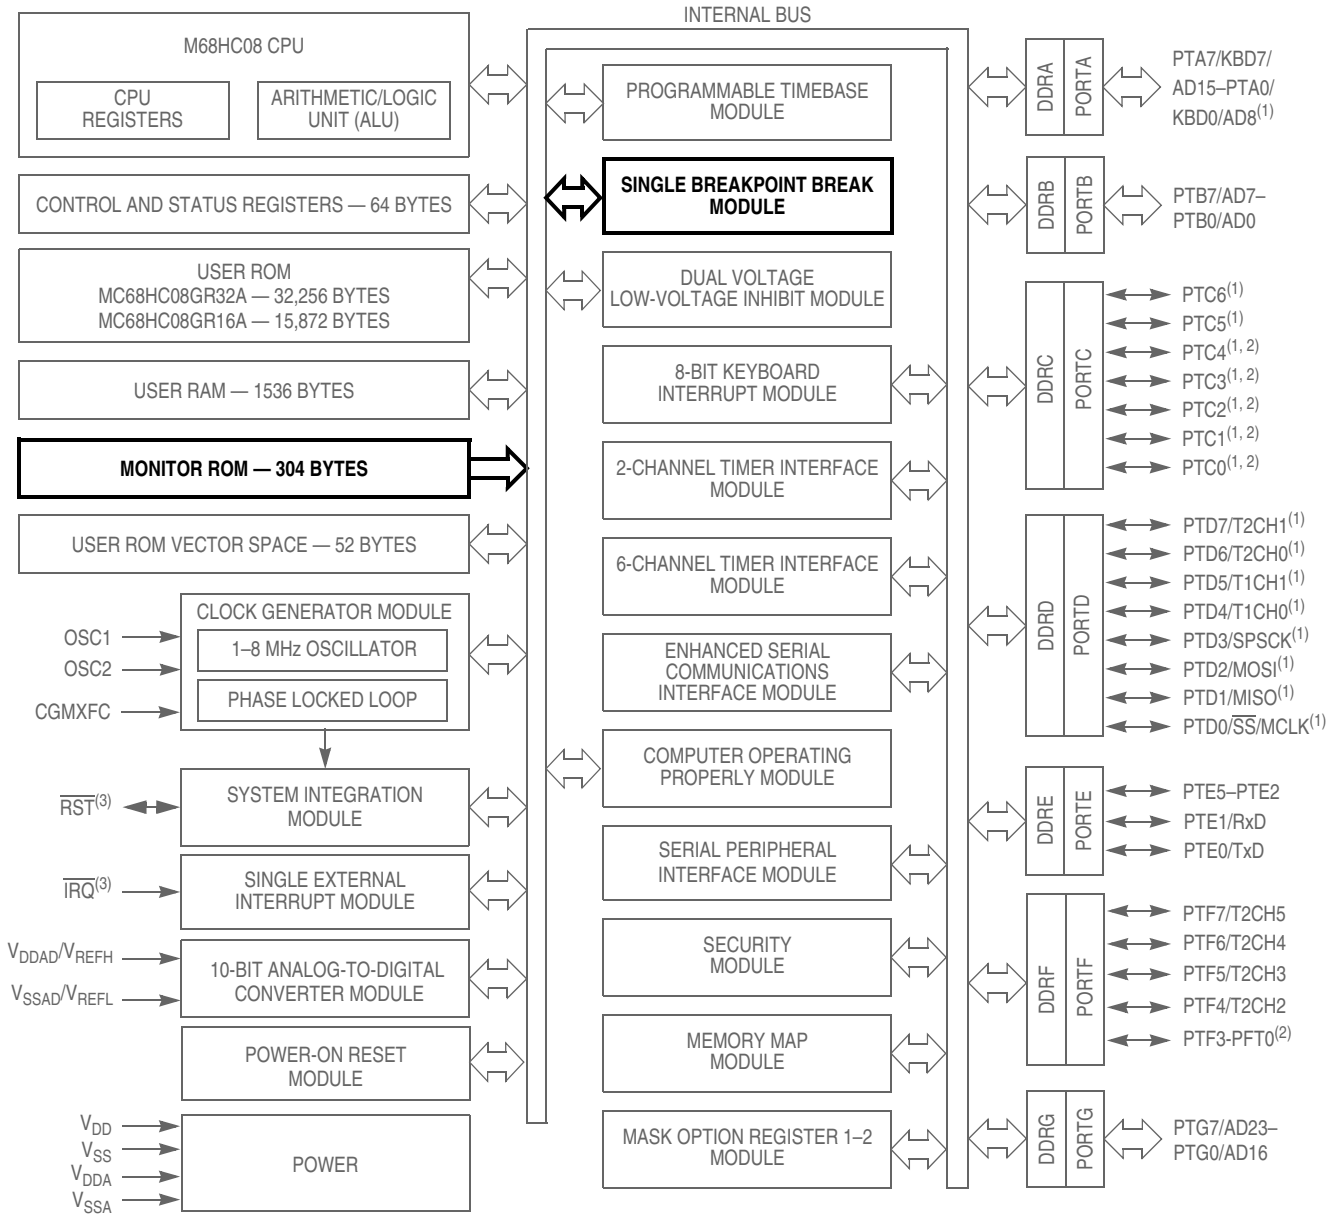 INTERNAL BUS
M68HC08 CPU
CPU
REGISTERS
ARITHMETIC/LOGIC
UNIT (ALU)
CONTROL AND STATUS REGISTERS — 64 BYTES
USER ROM
MC68HC08GR32A — 32,256 BYTES
MC68HC08GR16A — 15,872 BYTES
USER RAM — 1536 BYTES
MONITOR ROM — 304 BYTES
USER ROM VECTOR SPACE — 52 BYTES
CLOCK GENERATOR MODULE
1–8 MHz OSCILLATOR
PHASE LOCKED LOOP
OSC1
OSC2
CGMXFC
SYSTEM INTEGRATION
MODULE
RST(3)
SINGLE EXTERNAL
INTERRUPT MODULE
IRQ(3)
10-BIT ANALOG-TO-DIGITAL
CONVERTER MODULE
VDDAD/VREFH
VSSAD/VREFL
POWER-ON RESET
MODULE
POWER
VDD
VSS
VDDA
VSSA
PROGRAMMABLE TIMEBASE
MODULE
SINGLE BREAKPOINT BREAK
MODULE
DUAL VOLTAGE
LOW-VOLTAGE INHIBIT MODULE
8-BIT KEYBOARD
INTERRUPT MODULE
2-CHANNEL TIMER INTERFACE
MODULE
6-CHANNEL TIMER INTERFACE
MODULE
ENHANCED SERIAL
COMMUNICATIONS
INTERFACE MODULE
COMPUTER OPERATING
PROPERLY MODULE
SERIAL PERIPHERAL
INTERFACE MODULE
SECURITY
MODULE
MEMORY MAP
MODULE
MASK OPTION REGISTER 1–2
MODULE
DDRA
PORTA
PTA7/KBD7/
AD15–PTA0/
KBD0/AD8(1)
DDRB
PORTB
PTB7/AD7–
PTB0/AD0
DDRC
PORTC
PTC6(1)
PTC5(1)
PTC4(1, 2)
PTC3(1, 2)
PTC2(1, 2)
PTC1(1, 2)
PTC0(1, 2)
DDRD
PORTD
PTD7/T2CH1(1)
PTD6/T2CH0(1)
PTD5/T1CH1(1)
PTD4/T1CH0(1)
PTD3/SPSCK(1)
PTD2/MOSI(1)
PTD1/MISO(1)
PTD0/SS/MCLK(1)
DDRE
PORTE
PTE5–PTE2
PTE1/RxD
PTE0/TxD
DDRF
PORTF
PTF7/T2CH5
PTF6/T2CH4
PTF5/T2CH3
PTF4/T2CH2
PTF3-PFT0(2)
DDRG
PORTG
PTG7/AD23–
PTG0/AD16